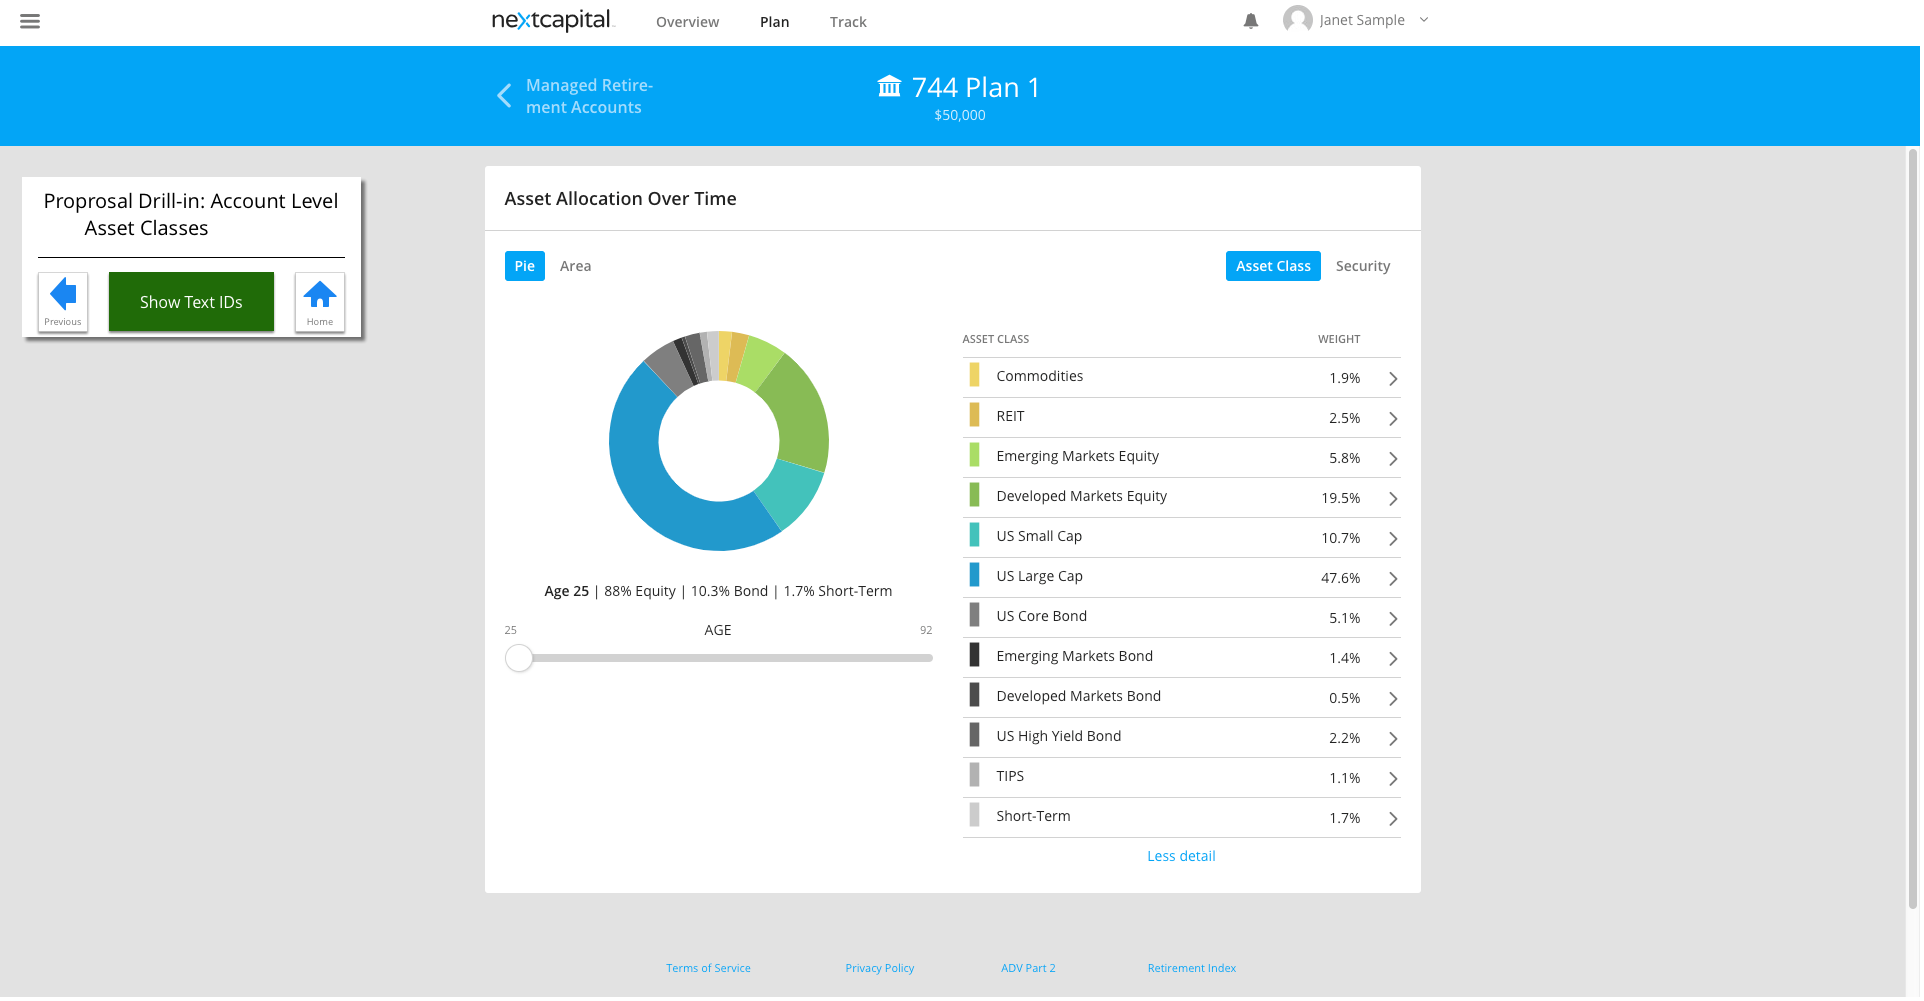 nextcapital
Overview
Plan
Track
Janet Sample
Managed Retire-
ment Accounts
744 Plan 1
$50,000
Proprosal Drill-in: Account Level
Asset Classes
Previous
Show Text IDs
Home
Asset Allocation Over Time
Pie
Area
Asset Class
Security
Age 25 | 88% Equity | 10.3% Bond | 1.7% Short-Term
25
AGE
92
ASSET CLASS WEIGHT
Commodities 1.9%
REIT 2.5%
Emerging Markets Equity 5.8%
Developed Markets Equity 19.5%
US Small Cap 10.7%
US Large Cap 47.6%
US Core Bond 5.1%
Emerging Markets Bond 1.4%
Developed Markets Bond 0.5%
US High Yield Bond 2.2%
TIPS 1.1%
Short-Term 1.7%
Less detail
Terms of Service
Privacy Policy
ADV Part 2
Retirement Index